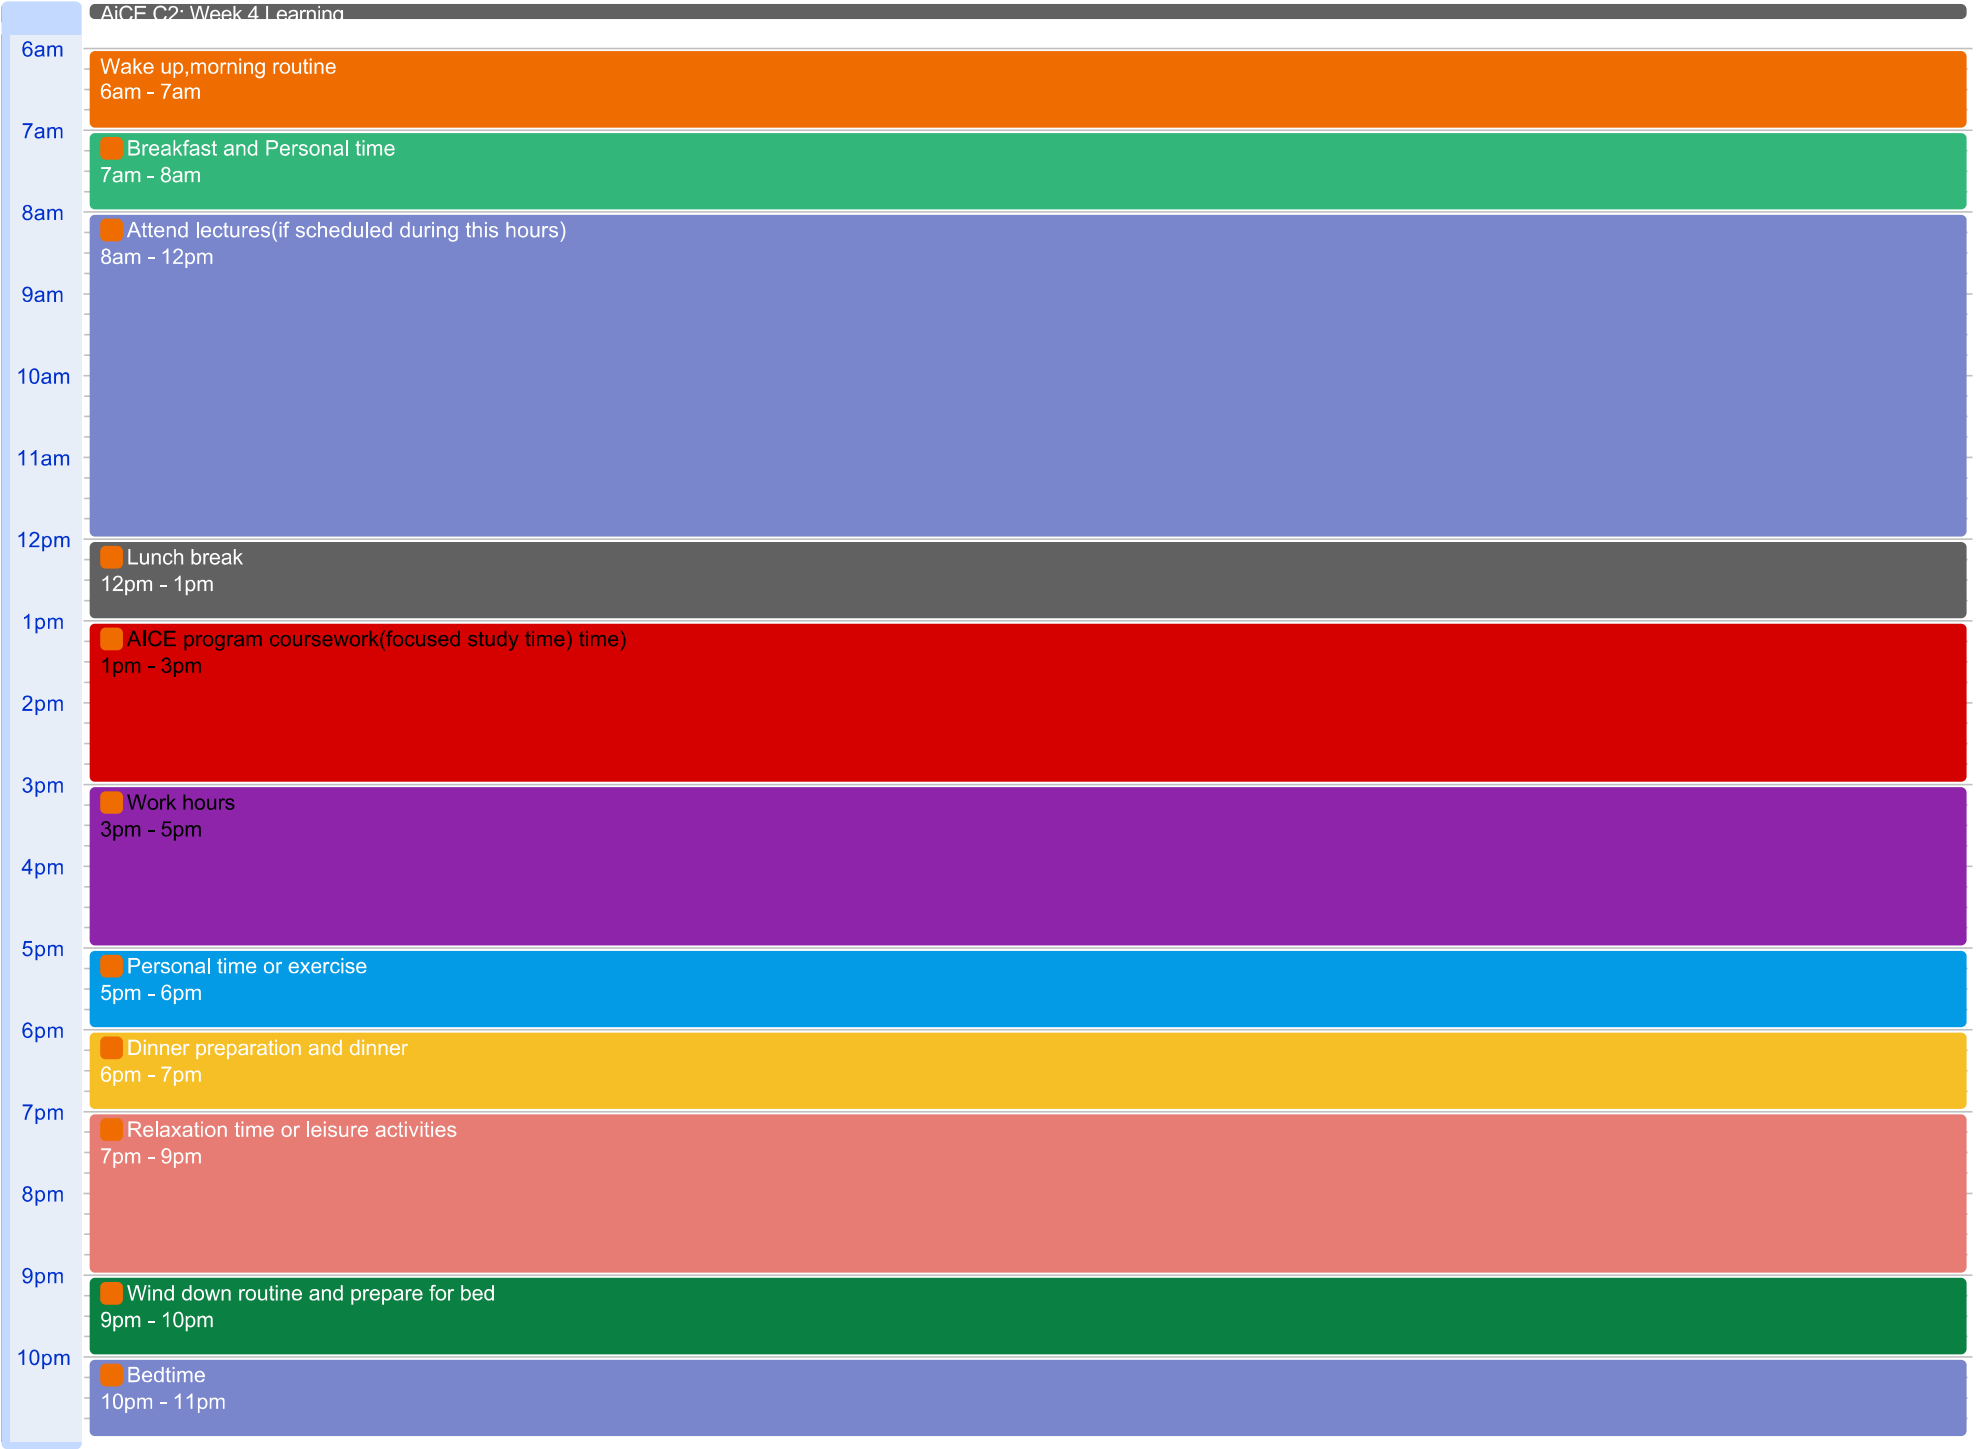 AiCE C2: Week 4 Learning
6am
Wake up,morning routine
6am - 7am
7am
Breakfast and Personal time
7am - 8am
8am
Attend lectures(if scheduled during this hours)
8am - 12pm
9am
10am
11am
12pm
Lunch break
12pm - 1pm
1pm
AICE program coursework(focused study time) time)
1pm - 3pm
2pm
3pm
Work hours
3pm - 5pm
4pm
5pm
Personal time or exercise
5pm - 6pm
6pm
Dinner preparation and dinner
6pm - 7pm
7pm
Relaxation time or leisure activities
7pm - 9pm
8pm
9pm
Wind down routine and prepare for bed
9pm - 10pm
10pm
Bedtime
10pm - 11pm